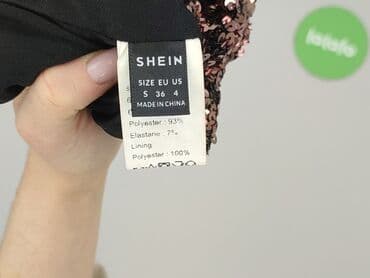 SHEIN
SIZE EU US
S 36 4
MADE IN CHINA
Polyester : 93%
Elastane : 7%
Lining
Polyester : 100%
lalafo